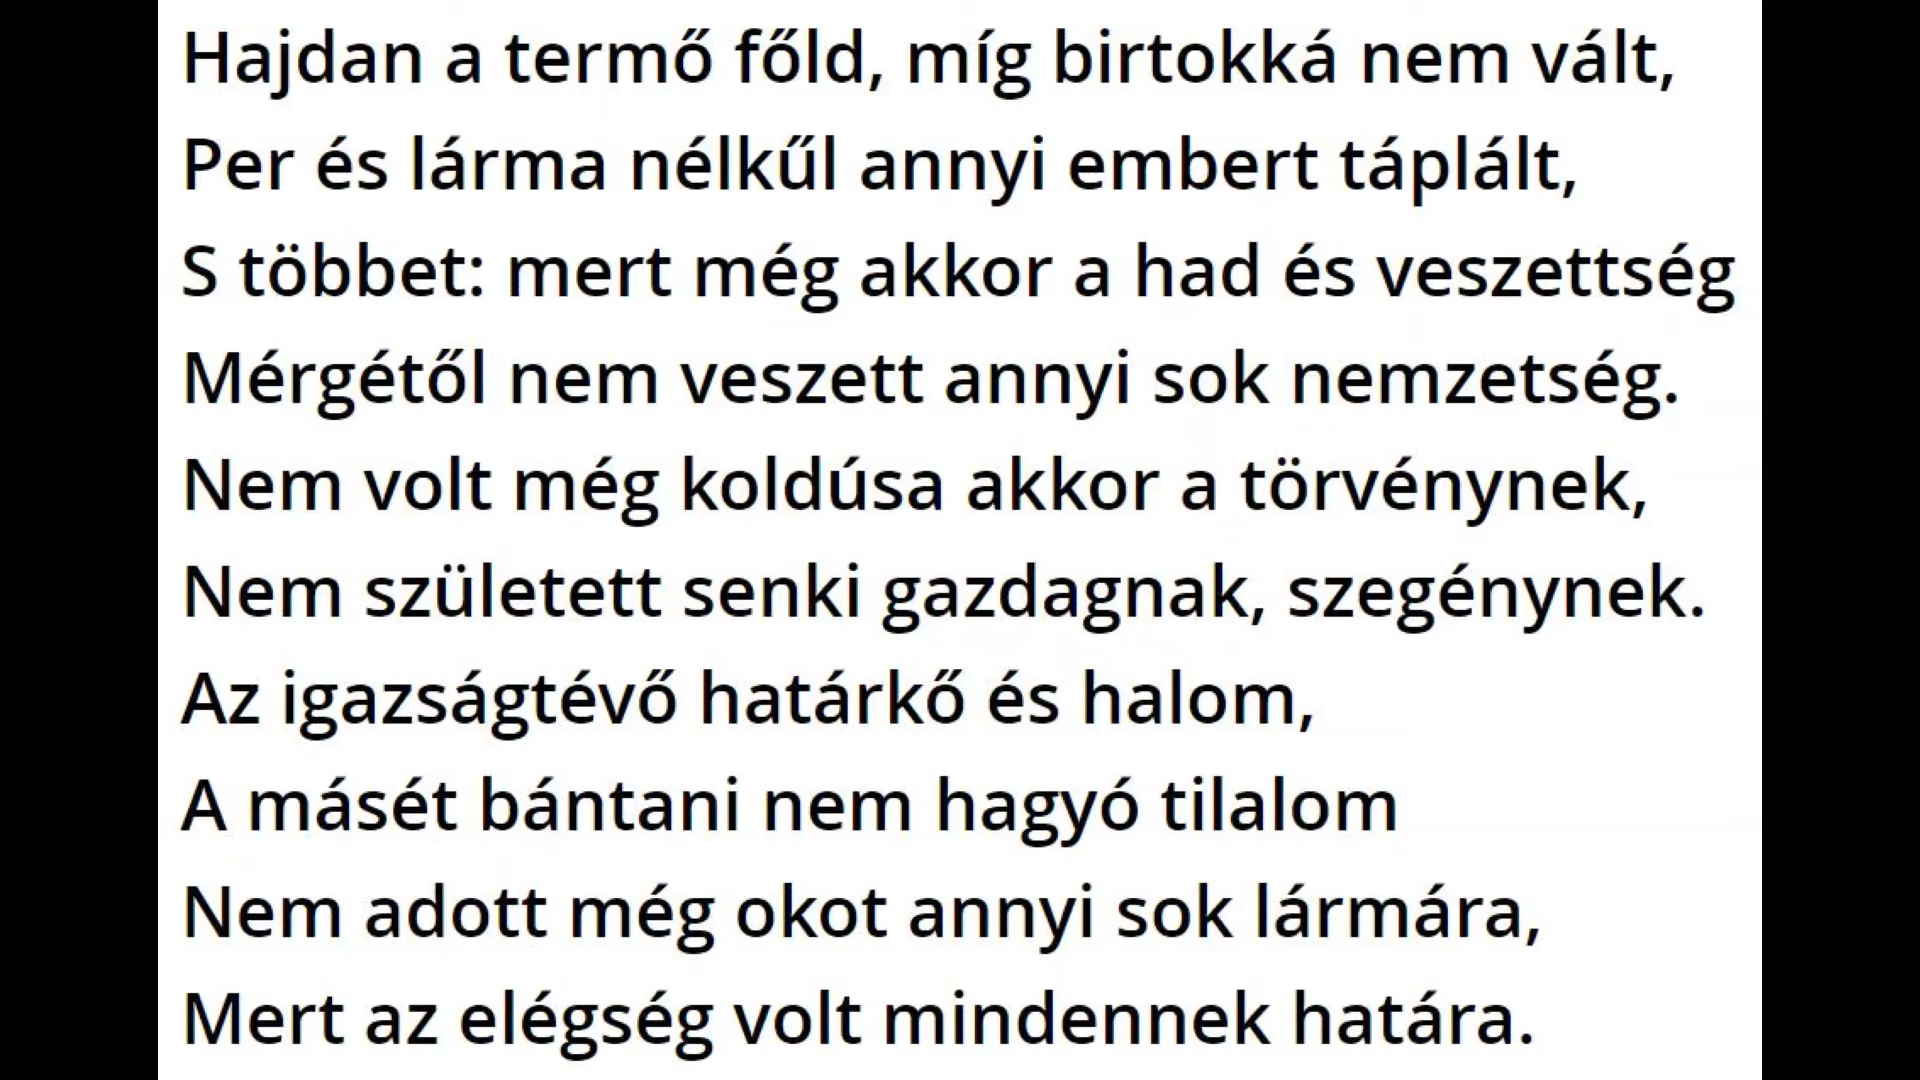 Hajdan a termő főld, míg birtokká nem vált,
Per és lárma nélkűl annyi embert táplált,
S többet: mert még akkor a had és veszettség
Mérgétől nem veszett annyi sok nemzetség.
Nem volt még koldúsa akkor a törvénynek,
Nem született senki gazdagnak, szegénynek.
Az igazságtévő határkő és halom,
A másét bántani nem hagyó tilalom
Nem adott még okot annyi sok lármára,
Mert az elégség volt mindennek határa.